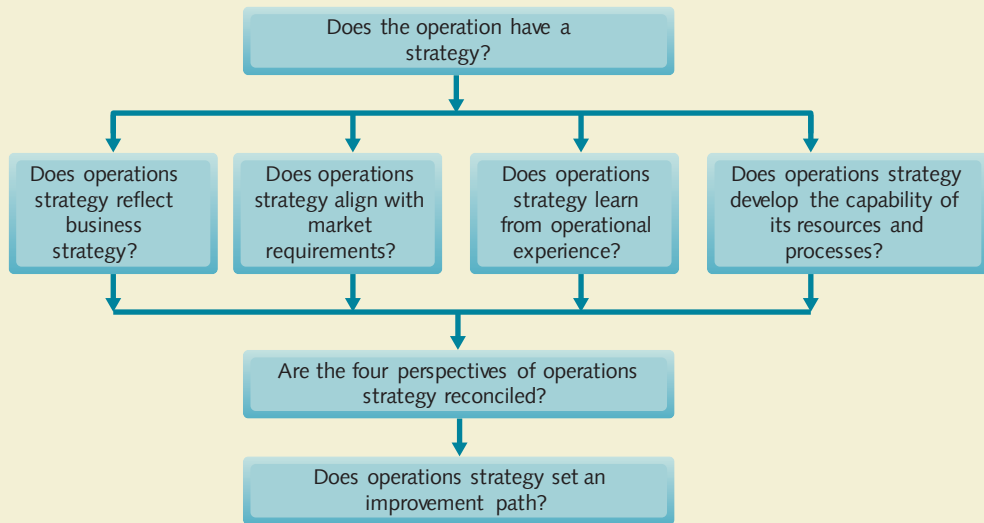 Does the operation have a
strategy?
Does operations
strategy reflect
business
strategy?
Does operations
strategy align with
market
requirements?
Does operations
strategy learn
from operational
experience?
Does operations strategy
develop the capability of
its resources and
processes?
Are the four perspectives of operations
strategy reconciled?
Does operations strategy set an
improvement path?